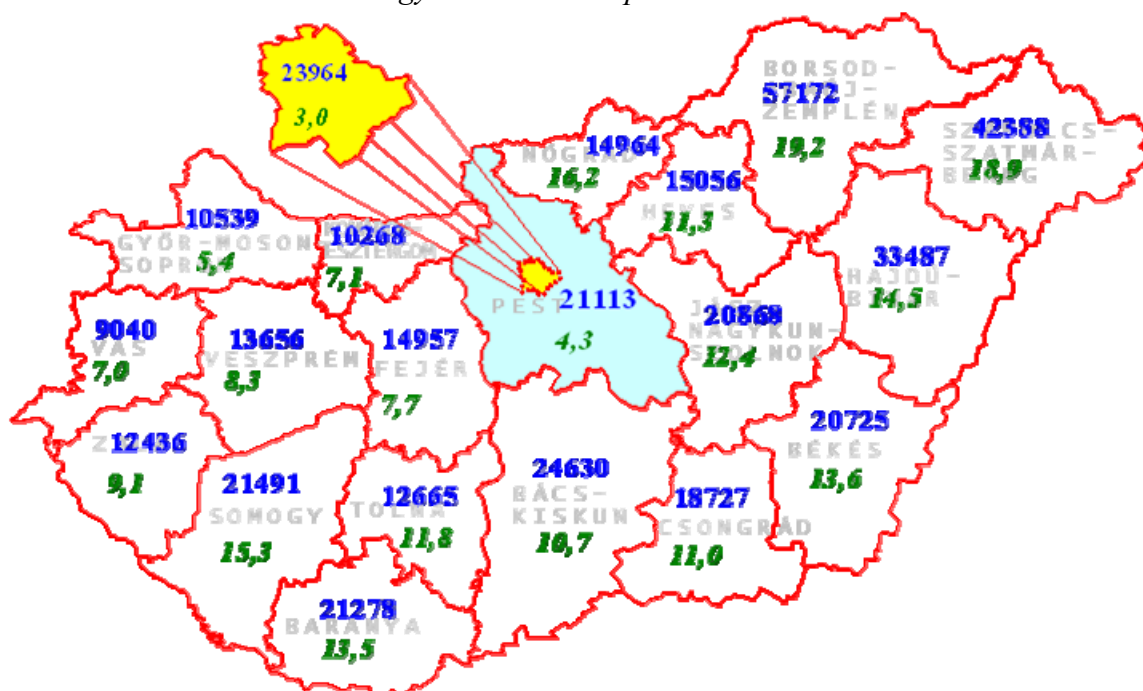 23964
3,0
BORSOD-
57172
ZEMPLÉN
19,2
42388
SZATMÁR-
18,9
14964
NÓGRÁD
16,2
15056
HEVES
11,3
10539
GYŐR-MOSON
SOPRON
5,4
10268
ESZTERGOM
7,1
33487
HAJDÚ-
BIHAR
14,5
21113
PEST
4,3
20868
NAGYKUN-
SZOLNOK
12,4
9040
VAS
7,0
13656
VESZPRÉM
8,3
14957
FEJÉR
7,7
12436
9,1
21491
SOMOGY
15,3
12665
TOLNA
11,8
24630
BÁCS-
KISKUN
10,7
18727
CSONGRÁD
11,0
20725
BÉKÉS
13,6
21278
BARANYA
13,5